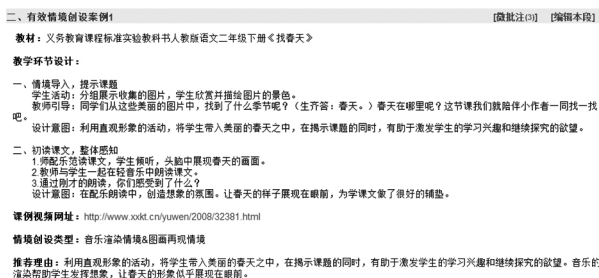 二、有效情境创设案例1 [微批注(3)] [编辑本段]
教材：义务教育课程标准实验教科书人教版语文二年级下册《找春天》
教学环节设计：
一、情境导入，提示课题
学生活动：分组展示收集的图片，学生欣赏并描绘图片的景色。
教师引导：同学们从这些美丽的图片中，找到了什么季节呢？（生齐答：春天。）春天在哪里呢？这节课我们就陪伴小作者一同找一找
吧。
设计意图：利用直观形象的活动，将学生带入美丽的春天之中，在揭示课题的同时，有助于激发学生的学习兴趣和继续探究的欲望。
二、初读课文，整体感知
1.师配乐范读课文，学生倾听，头脑中展现春天的画面。
2.教师与学生一起在轻音乐中朗读课文。
3.通过刚才的朗读，你们感受到了什么？
设计意图：在配乐朗读中，创造想象的氛围。让春天的样子展现在眼前，为学课文做了很好的铺垫。
课例视频网址：http://www.xxkt.cn/yuwen/2008/32381.html
情境创设类型：音乐渲染情境&图画再现情境
推荐理由：利用直观形象的活动，将学生带入美丽的春天之中，在揭示课题的同时，有助于激发学生的学习兴趣和继续探究的欲望。音乐的
渲染帮助学生发挥想象，让春天的形象似乎展现在眼前。